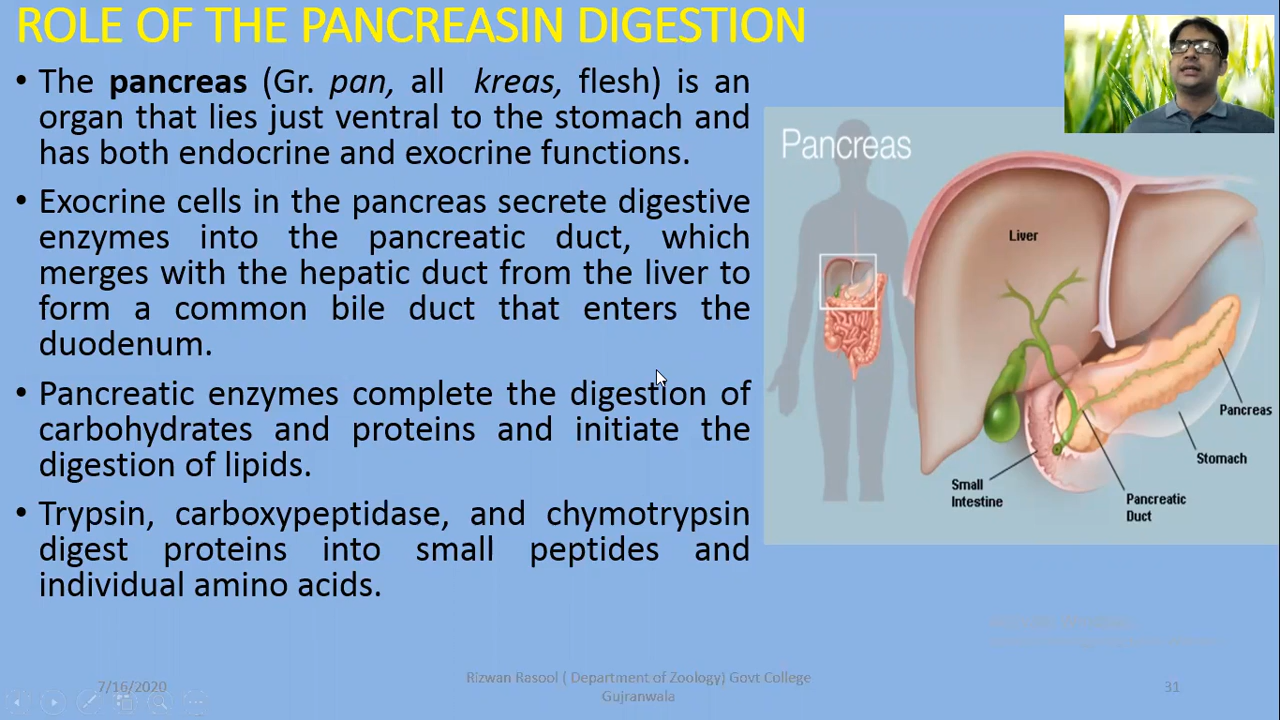 ROLE OF THE PANCREASIN DIGESTION
• The pancreas (Gr. pan, all kreas, flesh) is an
organ that lies just ventral to the stomach and
has both endocrine and exocrine functions.
• Exocrine cells in the pancreas secrete digestive
enzymes into the pancreatic duct, which
merges with the hepatic duct from the liver to
form a common bile duct that enters the
duodenum.
• Pancreatic enzymes complete the digestion of
carbohydrates and proteins and initiate the
digestion of lipids.
• Trypsin, carboxypeptidase, and chymotrypsin
digest proteins into small peptides and
individual amino acids.
Pancreas
Liver
Pancreas
Stomach
Small
Intestine
Pancreatic
Duct
7/16/2020
Rizwan Rasool ( Department of Zoology) Govt College
Gujranwala
31